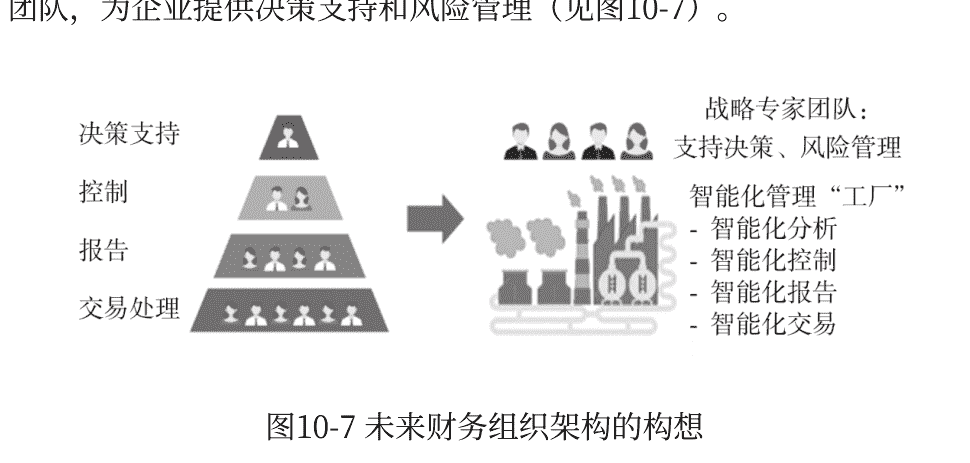 团队，为企业提供决策支持和风险管理（见图10-7）。
决策支持
控制
报告
交易处理
战略专家团队：
支持决策、风险管理
智能化管理“工厂”
- 智能化分析
- 智能化控制
- 智能化报告
- 智能化交易
图10-7 未来财务组织架构的构想